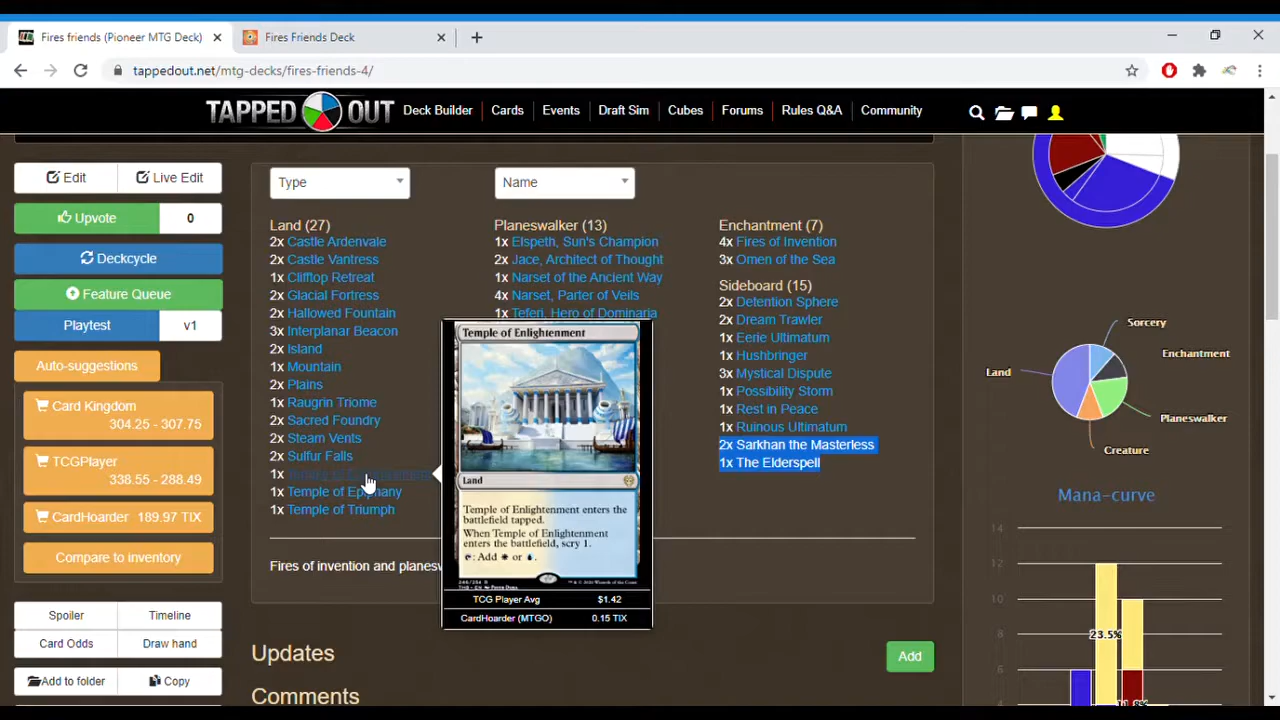 Fires friends (Pioneer MTG Deck)
Fires Friends Deck
tappedout.net/mtg-decks/fires-friends-4/
TAPPED OUT
Deck Builder
Cards
Events
Draft Sim
Cubes
Forums
Rules Q&A
Community
Edit
Live Edit
Upvote
0
Deckcycle
Feature Queue
Playtest
v1
Auto-suggestions
Card Kingdom
304.25 - 307.75
TCGPlayer
338.55 - 288.49
CardHoarder 189.97 TIX
Compare to inventory
Spoiler
Timeline
Card Odds
Draw hand
Add to folder
Copy
Type
Name
Land (27)
2x Castle Ardenvale
2x Castle Vantress
1x Clifftop Retreat
2x Glacial Fortress
2x Hallowed Fountain
3x Interplanar Beacon
2x Island
1x Mountain
2x Plains
1x Raugrin Triome
2x Sacred Foundry
2x Steam Vents
2x Sulfur Falls
1x Temple of Enlightenment
1x Temple of Epiphany
1x Temple of Triumph
Planeswalker (13)
1x Elspeth, Sun's Champion
2x Jace, Architect of Thought
1x Narset of the Ancient Way
4x Narset, Parter of Veils
1x Teferi, Hero of Dominaria
Temple of Enlightenment
Land
Temple of Enlightenment enters the
battlefield tapped.
When Temple of Enlightenment
enters the battlefield, scry 1.
: Add or .
TCG Player Avg $1.42
CardHoarder (MTGO) 0.15 TIX
Enchantment (7)
4x Fires of Invention
3x Omen of the Sea
Sideboard (15)
2x Detention Sphere
2x Dream Trawler
1x Eerie Ultimatum
1x Hushbringer
3x Mystical Dispute
1x Possibility Storm
1x Rest in Peace
1x Ruinous Ultimatum
2x Sarkhan the Masterless
1x The Elderspell
Fires of invention and planesw
Updates
Add
Comments
Sorcery
Enchantment
Land
Planeswalker
Creature
Mana-curve
14
12
10
8
6
4
23.5%